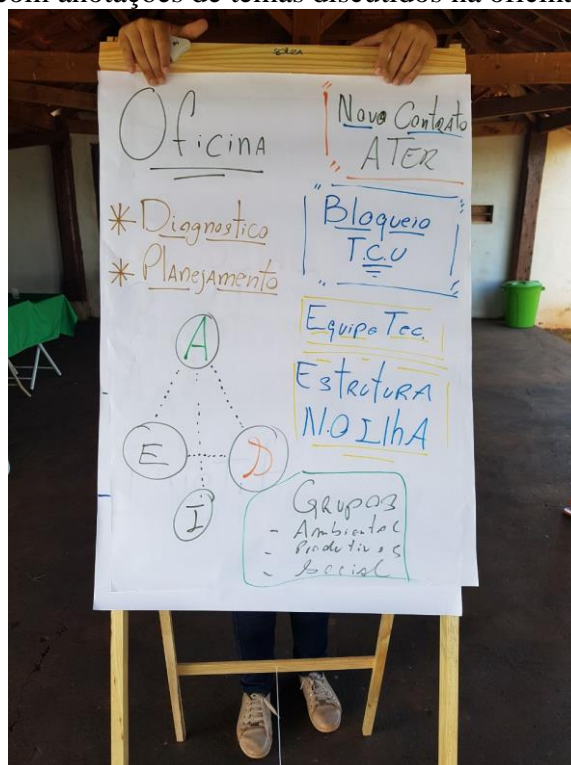 com anotações de temas discutidos na oficina
Oficina
* Diagnostico
* Planejamento
A
E
D
I
Novo Contrato
ATER
Bloqueio
T.C.U
Equipe Tec.
Estrutura
N.O Ilha
Grupos
- Ambiental
- Produtivos
- Social